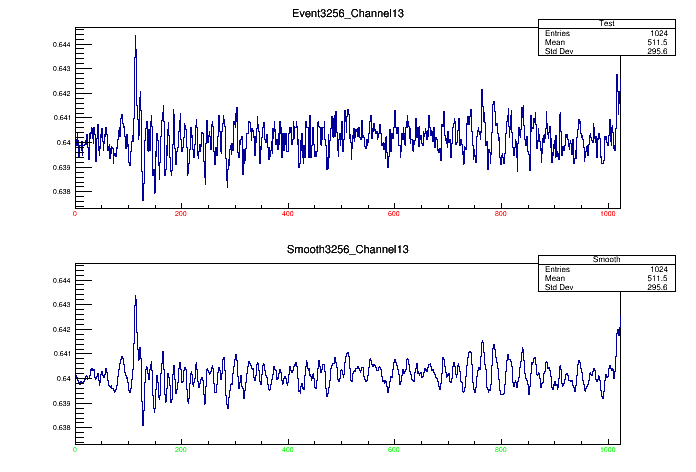 Event3256_Channel13
Test
Entries 1024
Mean 511.5
Std Dev 295.6
0.644
0.643
0.642
0.641
0.64
0.639
0.638
0 200 400 600 800 1000
Smooth3256_Channel13
Smooth
Entries 1024
Mean 511.5
Std Dev 295.6
0.644
0.643
0.642
0.641
0.64
0.639
0.638
0 200 400 600 800 1000